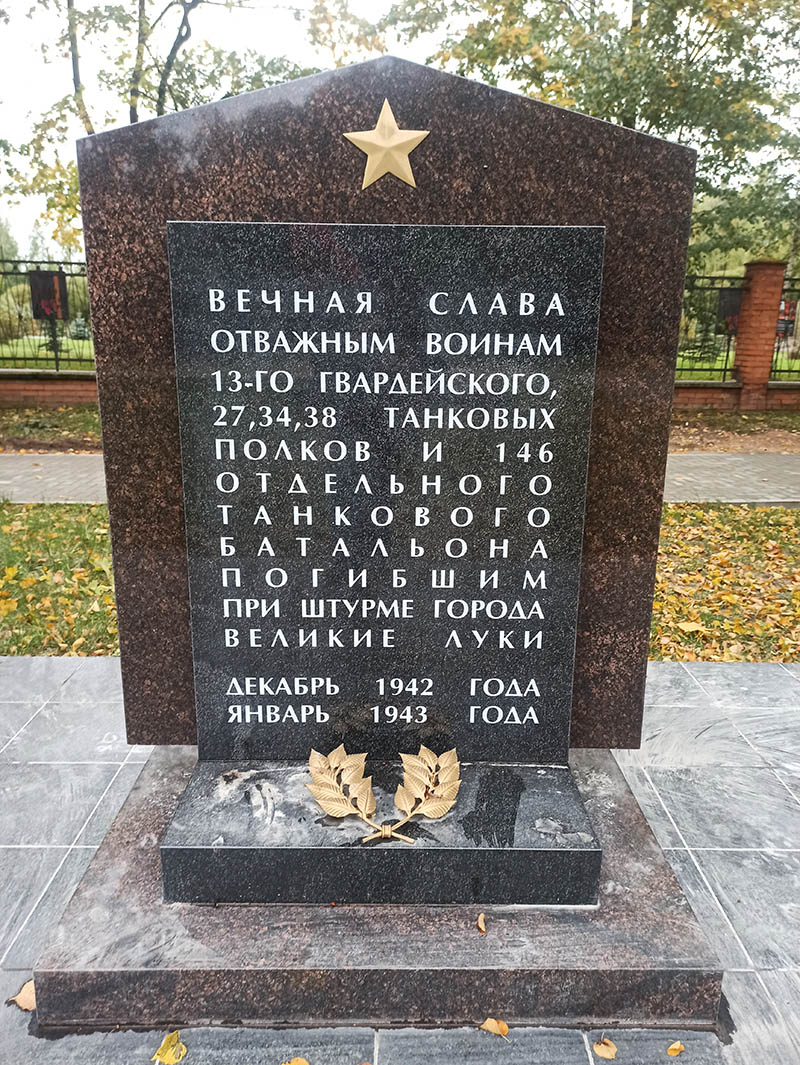 ВЕЧНАЯ СЛАВА
ОТВАЖНЫМ ВОИНАМ
13-ГО ГВАРДЕЙСКОГО,
27,34,38 ТАНКОВЫХ
ПОЛКОВ И 146
ОТДЕЛЬНОГО
ТАНКОВОГО
БАТАЛЬОНА
ПОГИБШИМ
ПРИ ШТУРМЕ ГОРОДА
ВЕЛИКИЕ ЛУКИ
ДЕКАБРЬ 1942 ГОДА
ЯНВАРЬ 1943 ГОДА